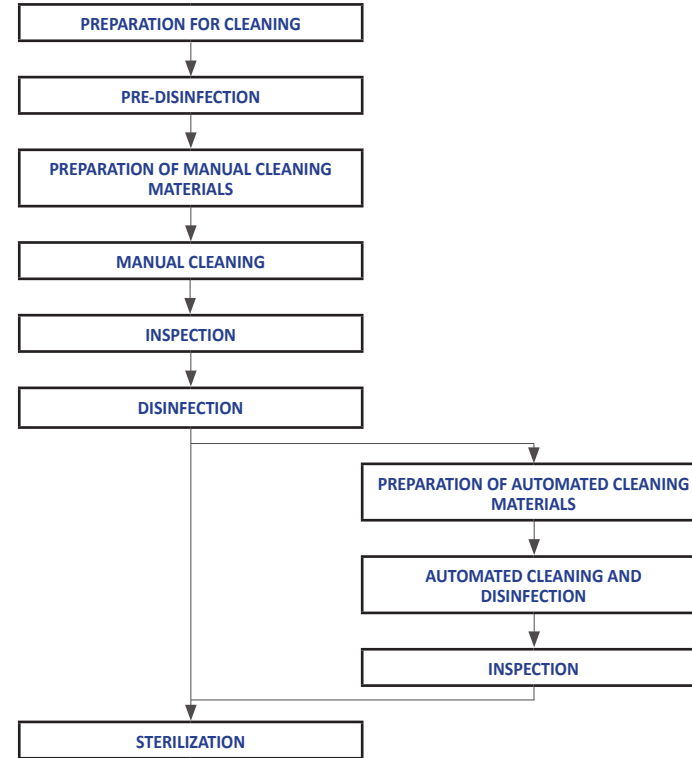 PREPARATION FOR CLEANING
PRE-DISINFECTION
PREPARATION OF MANUAL CLEANING
MATERIALS
MANUAL CLEANING
INSPECTION
DISINFECTION
PREPARATION OF AUTOMATED CLEANING
MATERIALS
AUTOMATED CLEANING AND
DISINFECTION
INSPECTION
STERILIZATION